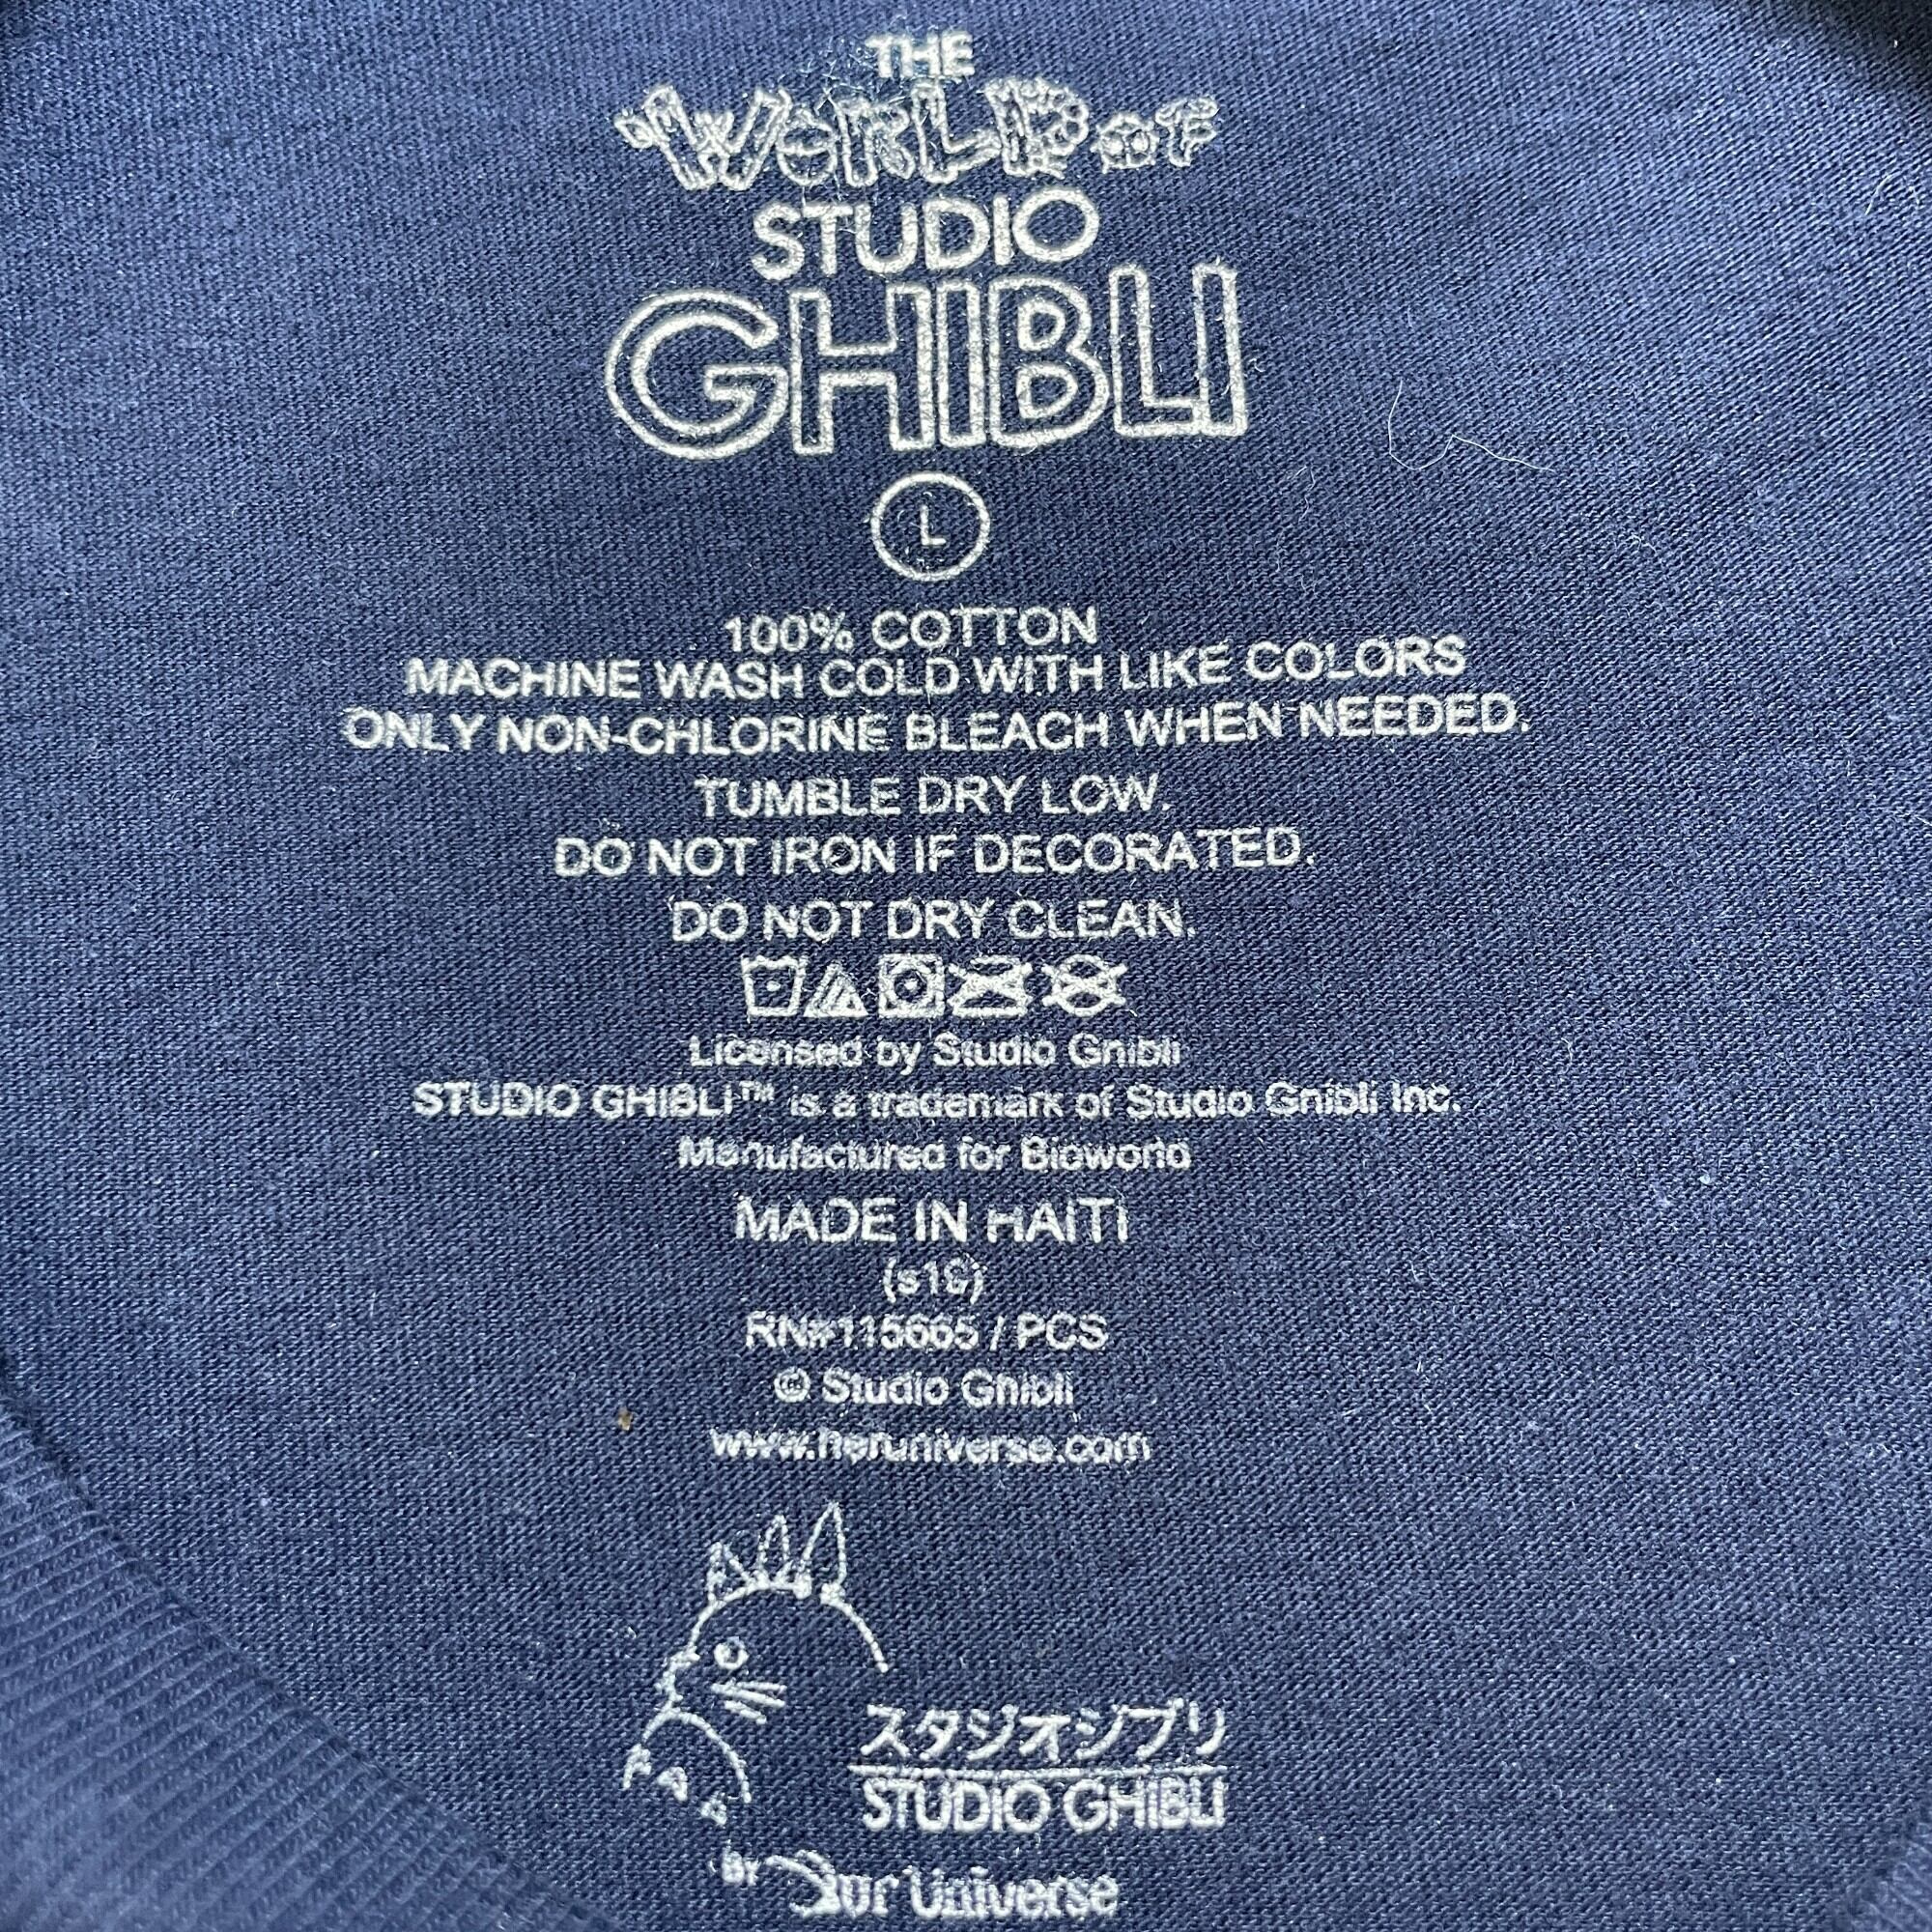 THE
WORLD OF
STUDIO
GHIBLI
L
100% COTTON
MACHINE WASH COLD WITH LIKE COLORS
ONLY NON-CHLORINE BLEACH WHEN NEEDED.
TUMBLE DRY LOW.
DO NOT IRON IF DECORATED.
DO NOT DRY CLEAN.
Licensed by Studio Ghibli
STUDIO GHIBLI™ is a trademark of Studio Ghibli Inc.
Manufactured for Bioworld
MADE IN HAITI
RN#115665 / PCS
© Studio Ghibli
www.heruniverse.com
スタジオジブリ
STUDIO GHIBLI
BY Our Universe